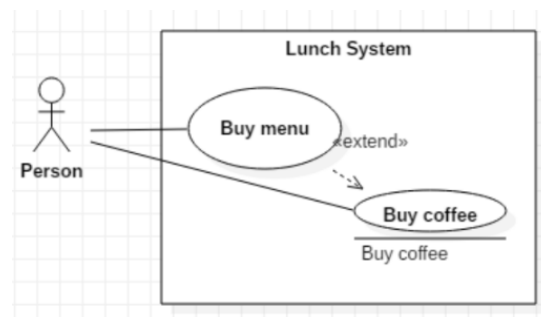 Lunch System
Buy menu
«extend»
Person
Buy coffee
Buy coffee